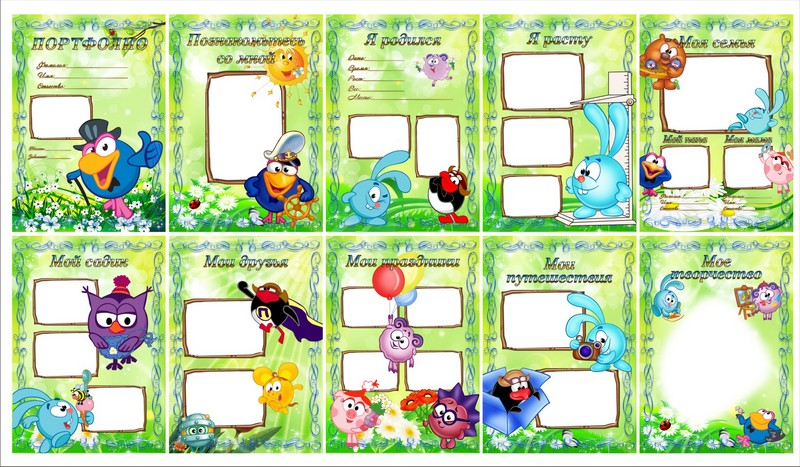 ПОРТФОЛИО
Фамилия:
Имя:
Отчество:
Познакомьтесь
со мной
Я родился
Дата:
Время:
Рост:
Вес:
Место:
Я расту
Моя семья
Мой папа
Моя мама
Мой садик
Мои друзья
П
Мои праздники
Мои
путешествия
Мое
творчество